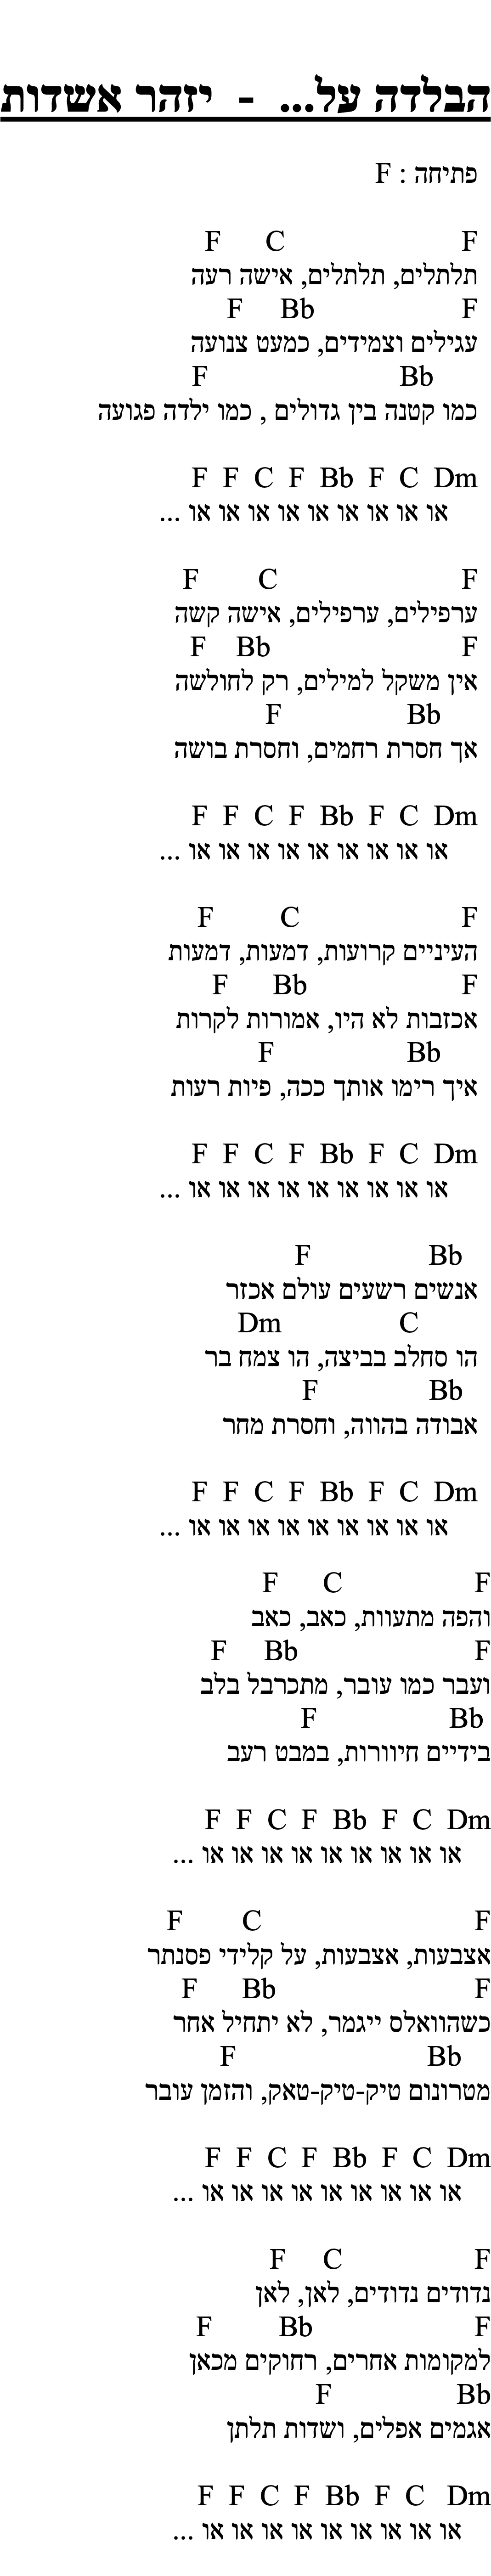 הבלדה על... - יזהר אשדות
פתיחה : F
F C F
תלתלים, תלתלים, אישה רעה
F Bb F
עגילים וצמידים, כמעט צנועה
F Bb
כמו קטנה בין גדולים , כמו ילדה פגועה
F F C F Bb F C Dm
או או או או או או או או או ...
F C F
ערפילים, ערפילים, אישה קשה
F Bb F
אין משקל למילים, רק לחולשה
F Bb
אך חסרת רחמים, וחסרת בושה
F F C F Bb F C Dm
או או או או או או או או או ...
F C F
העיניים קרועות, דמעות, דמעות
F Bb F
אכזבות לא היו, אמורות לקרות
F Bb
איך רימו אותך ככה, פיות רעות
F F C F Bb F C Dm
או או או או או או או או או ...
F Bb
אנשים רשעים עולם אכזר
Dm C
הו סחלב בביצה, הו צמח בר
F Bb
אבודה בהווה, וחסרת מחר
F F C F Bb F C Dm
או או או או או או או או או ...
F C F
והפה מתעוות, כאב, כאב
F Bb F
ועבר כמו עובר, מתכרבל בלב
F Bb
בידיים חיוורות, במבט רעב
F F C F Bb F C Dm
או או או או או או או או או ...
F C F
אצבעות, אצבעות, על קלידי פסנתר
F Bb F
כשהוואלס ייגמר, לא יתחיל אחר
F Bb
מטרונום טיק-טיק-טאק, והזמן עובר
F F C F Bb F C Dm
או או או או או או או או או ...
F C F
נדודים נדודים, לאן, לאן
F Bb F
למקומות אחרים, רחוקים מכאן
F Bb
אגמים אפלים, ושדות תלתן
F F C F Bb F C Dm
או או או או או או או או או ...